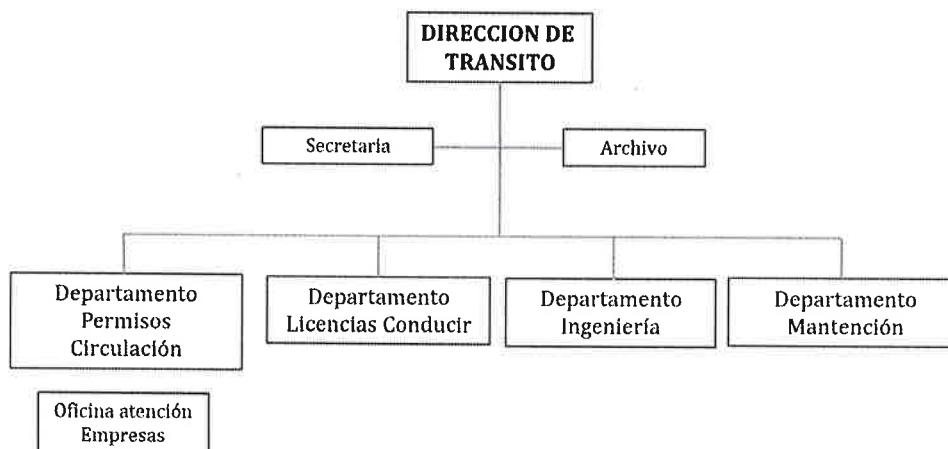 DIRECCION DE
TRANSITO
Secretaria
Archivo
Departamento
Permisos
Circulación
Departamento
Licencias Conducir
Departamento
Ingeniería
Departamento
Mantención
Oficina atención
Empresas